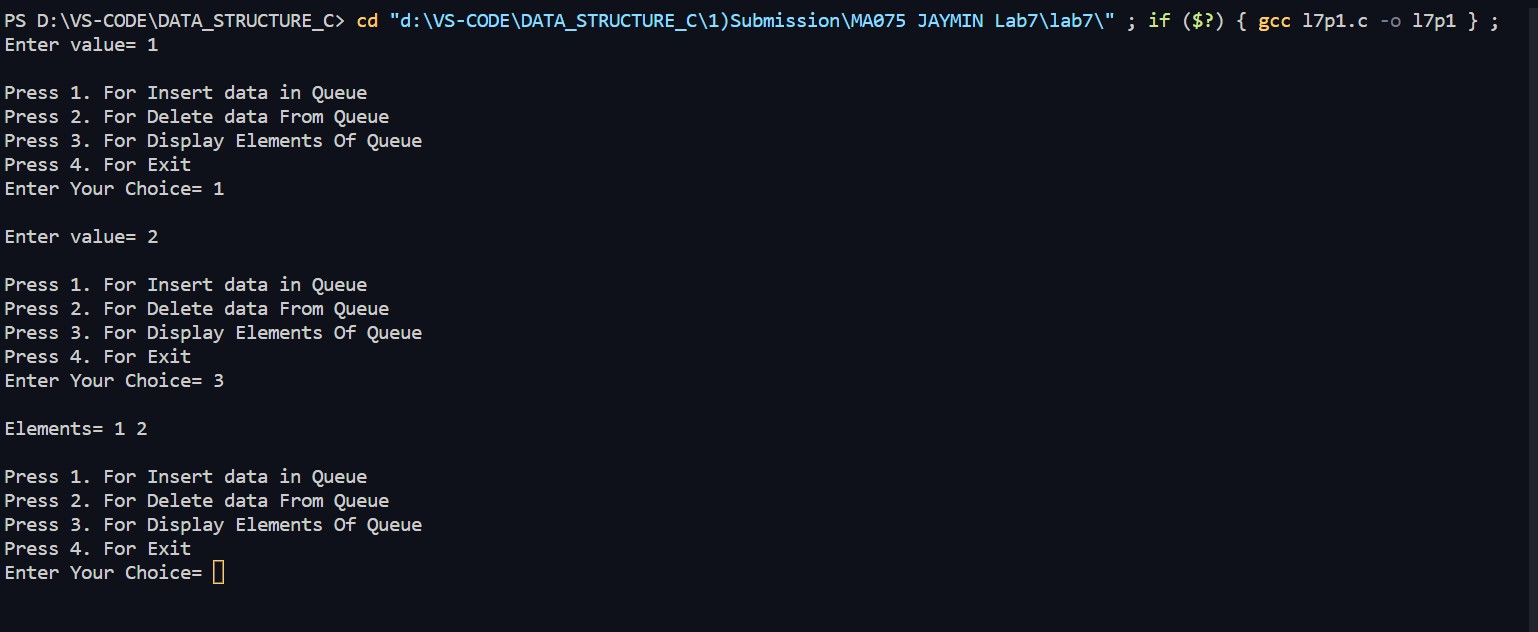 PS D:\VS-CODE\DATA_STRUCTURE_C> cd "d:\VS-CODE\DATA_STRUCTURE_C\1)Submission\MA075 JAYMIN Lab7\lab7\" ; if ($?) { gcc l7p1.c -o l7p1 } ;
Enter value= 1
Press 1. For Insert data in Queue
Press 2. For Delete data From Queue
Press 3. For Display Elements Of Queue
Press 4. For Exit
Enter Your Choice= 1
Enter value= 2
Press 1. For Insert data in Queue
Press 2. For Delete data From Queue
Press 3. For Display Elements Of Queue
Press 4. For Exit
Enter Your Choice= 3
Elements= 1 2
Press 1. For Insert data in Queue
Press 2. For Delete data From Queue
Press 3. For Display Elements Of Queue
Press 4. For Exit
Enter Your Choice=